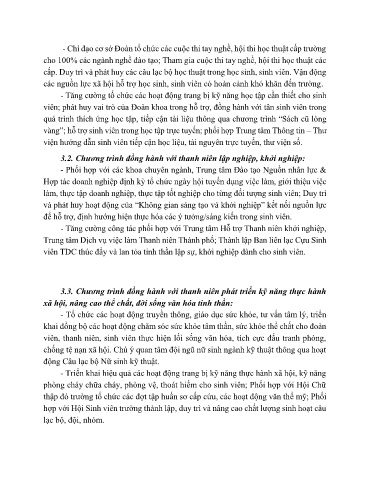 - Chỉ đạo cơ sở Đoàn tổ chức các cuộc thi tay nghề, hội thi học thuật cấp trường
cho 100% các ngành nghề đào tạo; Tham gia cuộc thi tay nghề, hội thi học thuật các
cấp. Duy trì và phát huy các câu lạc bộ học thuật trong học sinh, sinh viên. Vận động
các nguồn lực xã hội hỗ trợ học sinh, sinh viên có hoàn cảnh khó khăn đến trường.
- Tăng cường tổ chức các hoạt động trang bị kỹ năng học tập cần thiết cho sinh
viên; phát huy vai trò của Đoàn khoa trong hỗ trợ, đồng hành với tân sinh viên trong
quá trình thích ứng học tập, tiếp cận tài liệu thông qua chương trình “Sách cũ lòng
vàng”; hỗ trợ sinh viên trong học tập trực tuyến; phối hợp Trung tâm Thông tin – Thư
viện hướng dẫn sinh viên tiếp cận học liệu, tài nguyên trực tuyến, thư viện số.
3.2. Chương trình đồng hành với thanh niên lập nghiệp, khởi nghiệp:
- Phối hợp với các khoa chuyên ngành, Trung tâm Đào tạo Nguồn nhân lực &
Hợp tác doanh nghiệp định kỳ tổ chức ngày hội tuyển dụng việc làm, giới thiệu việc
làm, thực tập doanh nghiệp, thực tập tốt nghiệp cho từng đối tượng sinh viên; Duy trì
và phát huy hoạt động của “Không gian sáng tạo và khởi nghiệp” kết nối nguồn lực
để hỗ trợ, định hướng hiện thực hóa các ý tưởng/sáng kiến trong sinh viên.
- Tăng cường công tác phối hợp với Trung tâm Hỗ trợ Thanh niên khởi nghiệp,
Trung tâm Dịch vụ việc làm Thanh niên Thành phố; Thành lập Ban liên lạc Cựu Sinh
viên TDC thúc đẩy và lan tỏa tinh thần lập sự, khởi nghiệp dành cho sinh viên.
3.3. Chương trình đồng hành với thanh niên phát triển kỹ năng thực hành
xã hội, nâng cao thể chất, đời sống văn hóa tinh thần:
- Tổ chức các hoạt động truyền thông, giáo dục sức khỏe, tư vấn tâm lý, triển
khai đồng bộ các hoạt động chăm sóc sức khỏe tâm thần, sức khỏe thể chất cho đoàn
viên, thanh niên, sinh viên thực hiện lối sống văn hóa, tích cực đấu tranh phòng,
chống tệ nạn xã hội. Chú ý quan tâm đội ngũ nữ sinh ngành kỹ thuật thông qua hoạt
động Câu lạc bộ Nữ sinh kỹ thuật.
- Triển khai hiệu quả các hoạt động trang bị kỹ năng thực hành xã hội, kỹ năng
phòng cháy chữa cháy, phòng vệ, thoát hiểm cho sinh viên; Phối hợp với Hội Chữ
thập đỏ trường tổ chức các đợt tập huấn sơ cấp cứu, các hoạt động văn thể mỹ; Phối
hợp với Hội Sinh viên trường thành lập, duy trì và nâng cao chất lượng sinh hoạt câu
lạc bộ, đội, nhóm.